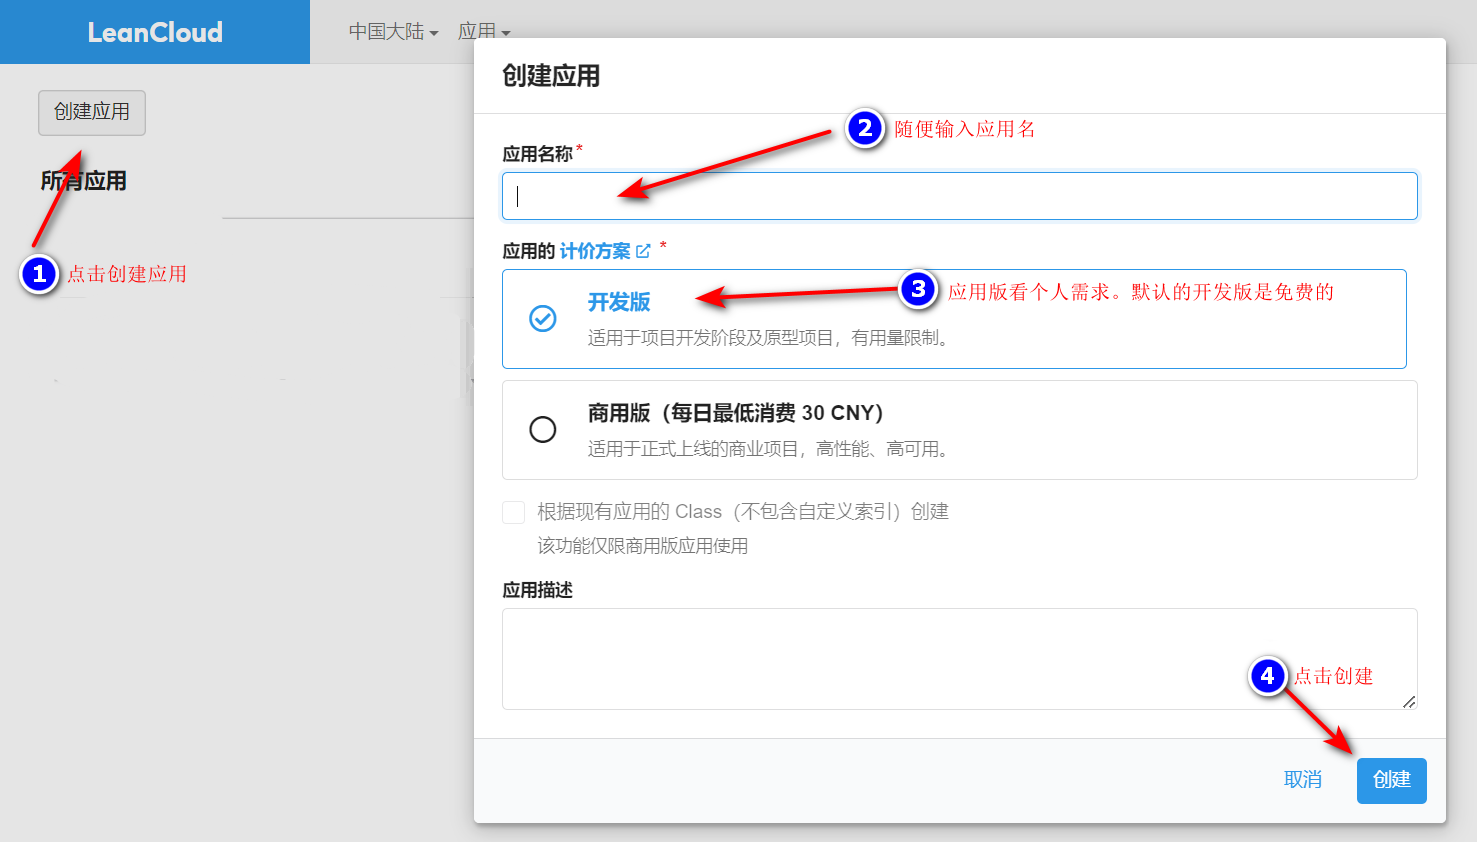 LeanCloud
中国大陆
应用
创建应用
所有应用
1 点击创建应用
创建应用
2 随便输入应用名
应用名称*
应用的 计价方案 *
开发版
3 应用版看个人需求。默认的开发版是免费的
适用于项目开发阶段及原型项目，有用量限制。
商用版（每日最低消费 30 CNY）
适用于正式上线的商业项目，高性能、高可用。
根据现有应用的 Class（不包含自定义索引）创建
该功能仅限商用版应用使用
应用描述
4 点击创建
取消
创建